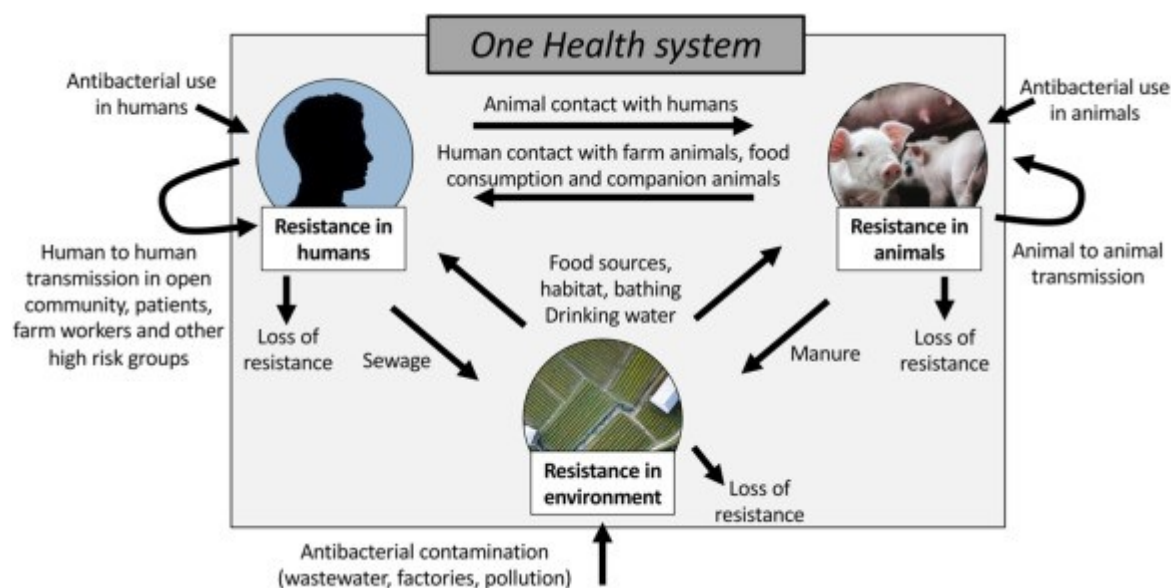 One Health system
Antibacterial use
in humans
Animal contact with humans
Antibacterial use
in animals
Human contact with farm animals, food
consumption and companion animals
Resistance in
humans
Resistance in
animals
Human to human
transmission in open
community, patients,
farm workers and other
high risk groups
Food sources,
habitat, bathing
Drinking water
Animal to animal
transmission
Loss of
resistance
Sewage
Manure
Loss of
resistance
Resistance in
environment
Loss of
resistance
Antibacterial contamination
(wastewater, factories, pollution)